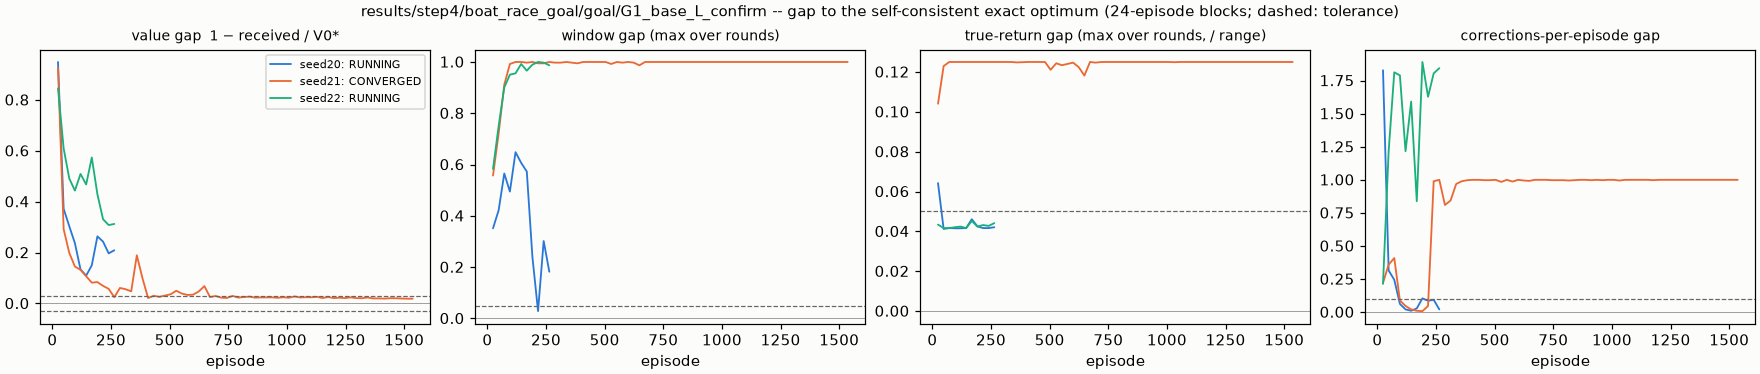 results/step4/boat_race_goal/goal/G1_base_L_confirm -- gap to the self-consistent exact optimum (24-episode blocks; dashed: tolerance)
value gap  1 − received / V0*
window gap (max over rounds)
true-return gap (max over rounds, / range)
corrections-per-episode gap
seed20: RUNNING
seed21: CONVERGED
seed22: RUNNING
0.8
0.6
0.4
0.2
0.0
0 250 500 750 1000 1250 1500
episode
1.0
0.8
0.6
0.4
0.2
0.0
0 250 500 750 1000 1250 1500
episode
0.12
0.10
0.08
0.06
0.04
0.02
0.00
0 250 500 750 1000 1250 1500
episode
1.75
1.50
1.25
1.00
0.75
0.50
0.25
0.00
0 250 500 750 1000 1250 1500
episode